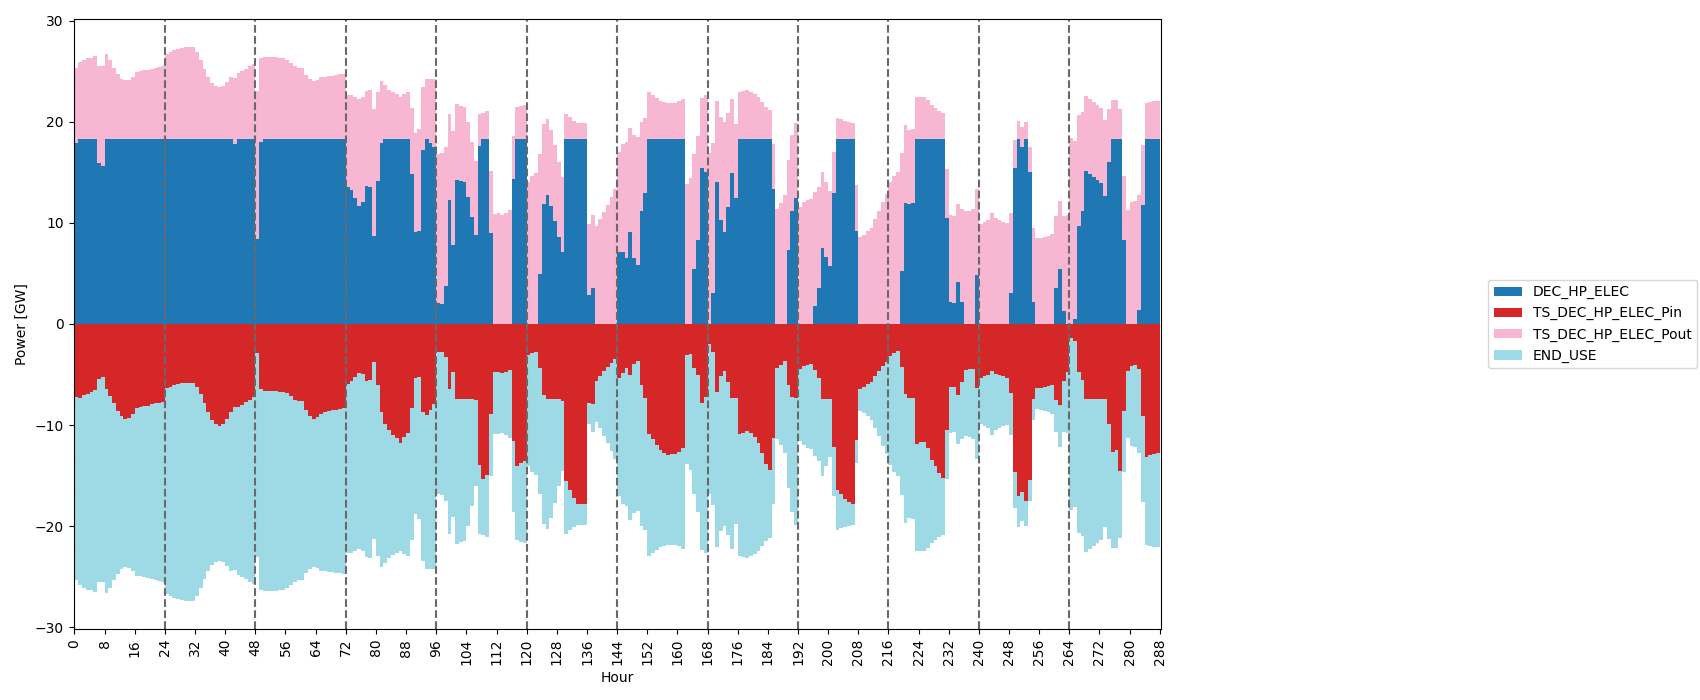 30
20
10
0
−10
−20
−30
Power [GW]
0 8 16 24 32 40 48 56 64 72 80 88 96 104 112 120 128 136 144 152 160 168 176 184 192 200 208 216 224 232 240 248 256 264 272 280 288
Hour
DEC_HP_ELEC
TS_DEC_HP_ELEC_Pin
TS_DEC_HP_ELEC_Pout
END_USE